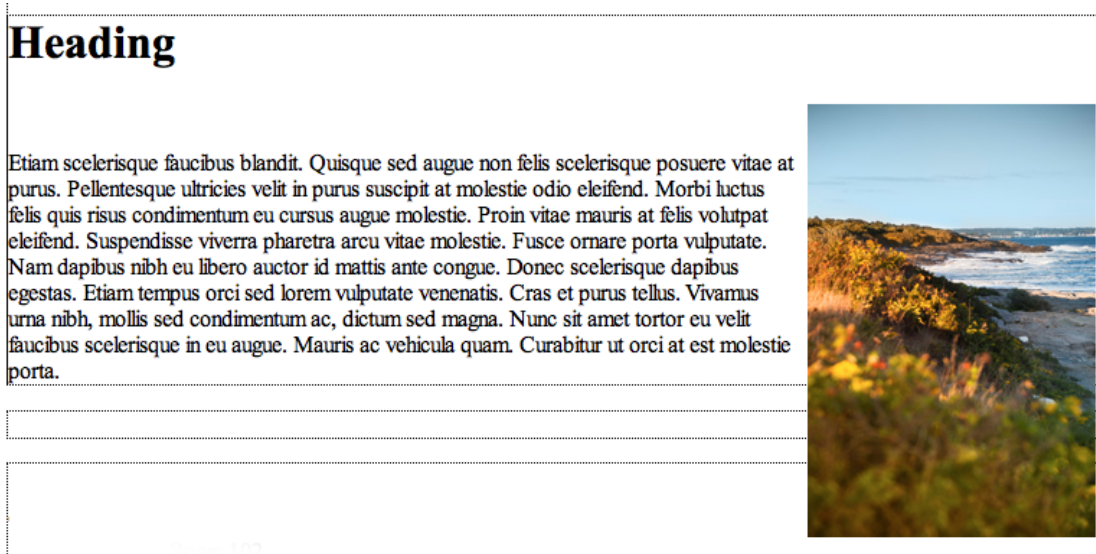 Heading
Etiam scelerisque faucibus blandit. Quisque sed augue non felis scelerisque posuere vitae at
purus. Pellentesque ultricies velit in purus suscipit at molestie odio eleifend. Morbi luctus
felis quis risus condimentum eu cursus augue molestie. Proin vitae mauris at felis volutpat
eleifend. Suspendisse viverra pharetra arcu vitae molestie. Fusce ornare porta vulputate.
Nam dapibus nibh eu libero auctor id mattis ante congue. Donec scelerisque dapibus
egestas. Etiam tempus orci sed lorem vulputate venenatis. Cras et purus tellus. Vivamus
urna nibh, mollis sed condimentum ac, dictum sed magna. Nunc sit amet tortor eu velit
faucibus scelerisque in eu augue. Mauris ac vehicula quam. Curabitur ut orci at est molestie
porta.